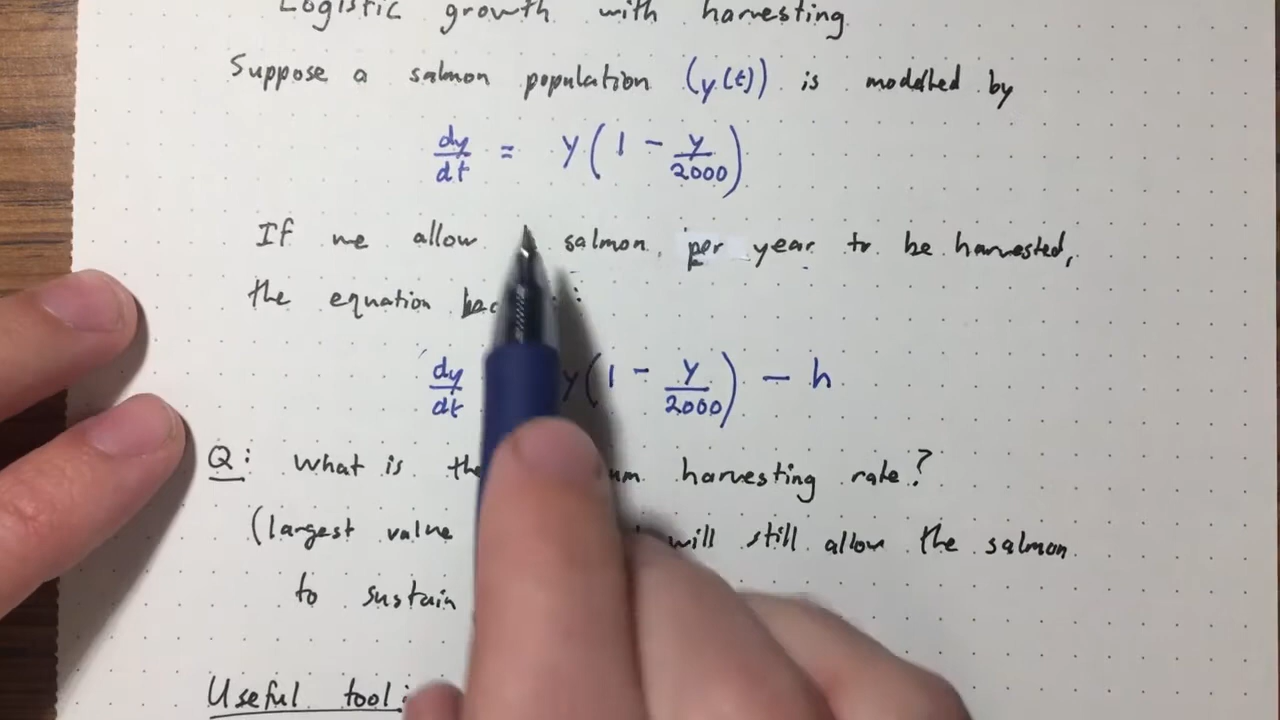 Logistic growth with harvesting
Suppose a salmon population (y(t)) is modelled by
dy/dt = y(1 - y/2000)
If we allow salmon per year to be harvested,
the equation
dy/dt y(1 - y/2000) - h
Q: What is the harvesting rate?
(largest value will still allow the salmon
to sustain
Useful tool: